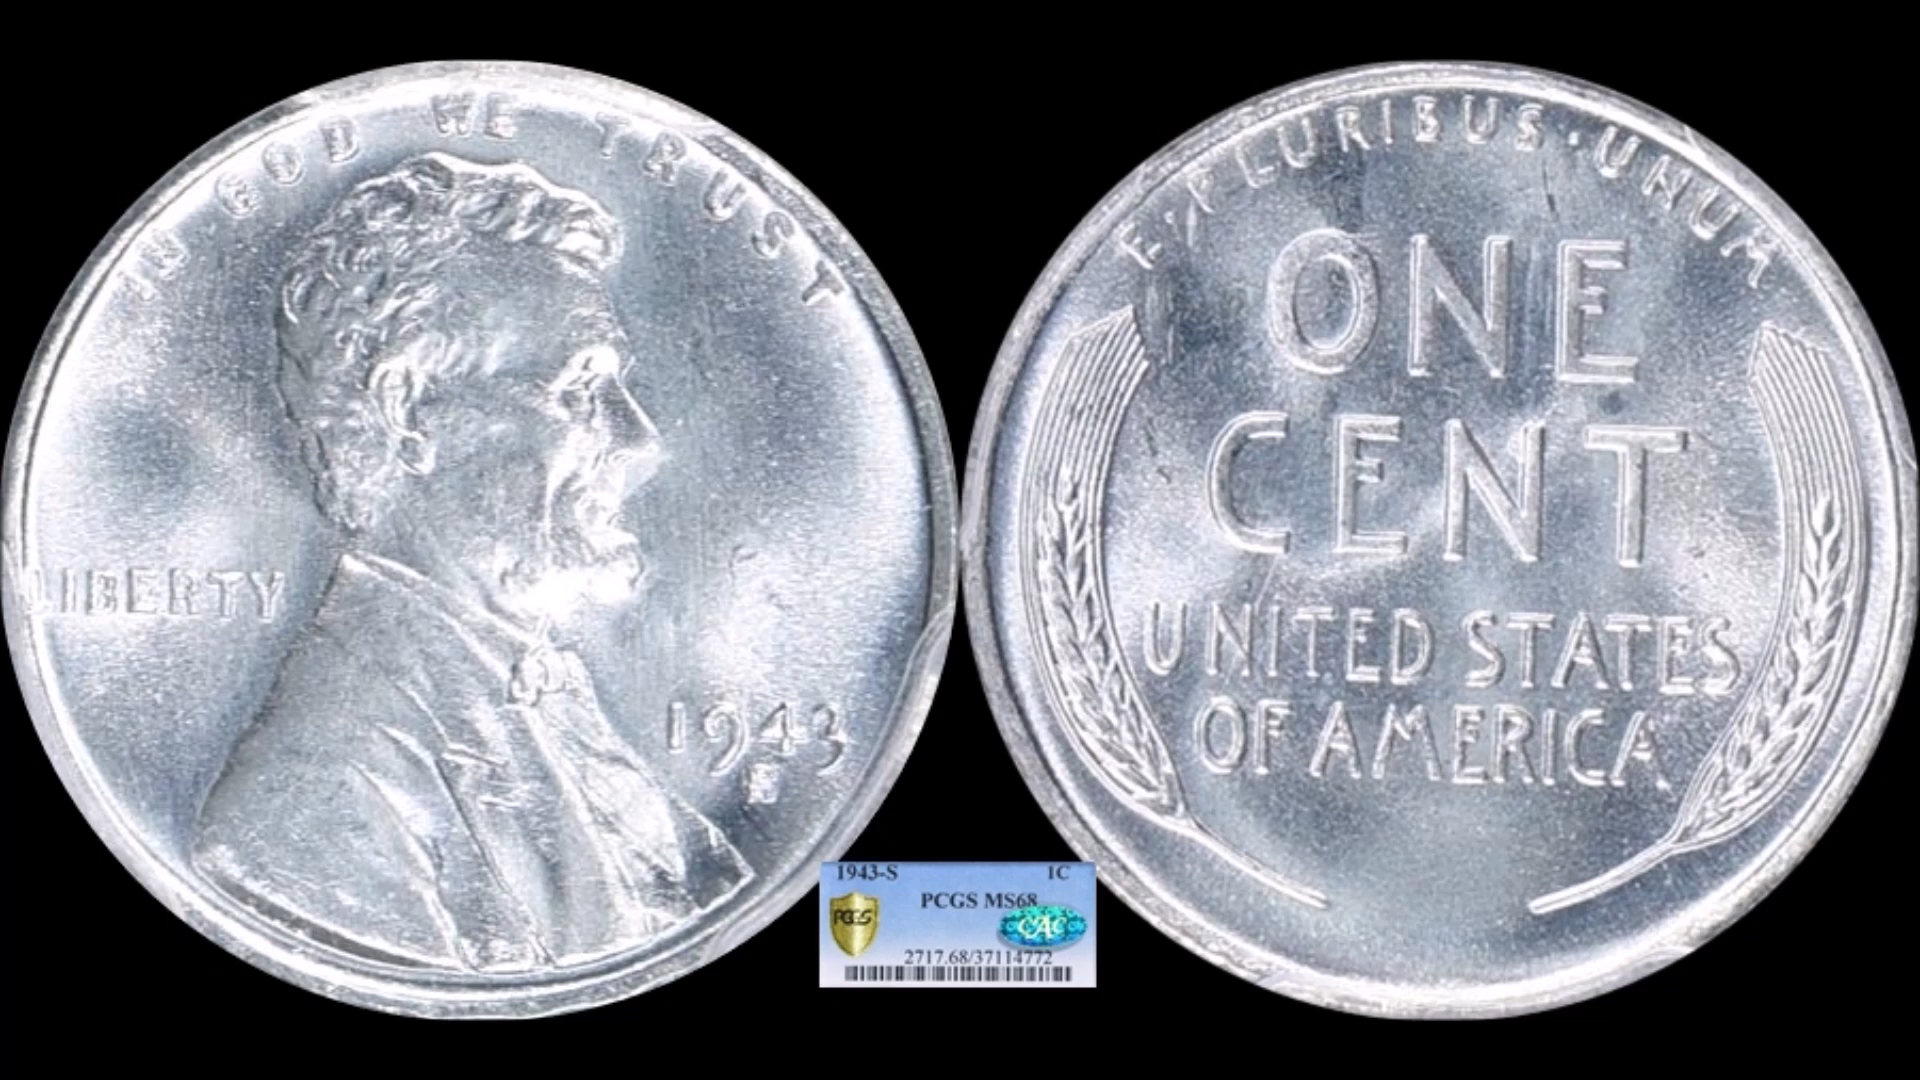 IN GOD WE TRUST
LIBERTY
1943
S
E·PLURIBUS·UNUM
ONE
CENT
UNITED STATES
OF AMERICA
1943-S 1C
PCGS MS68
PCGS
CAC
2717.68/37114772